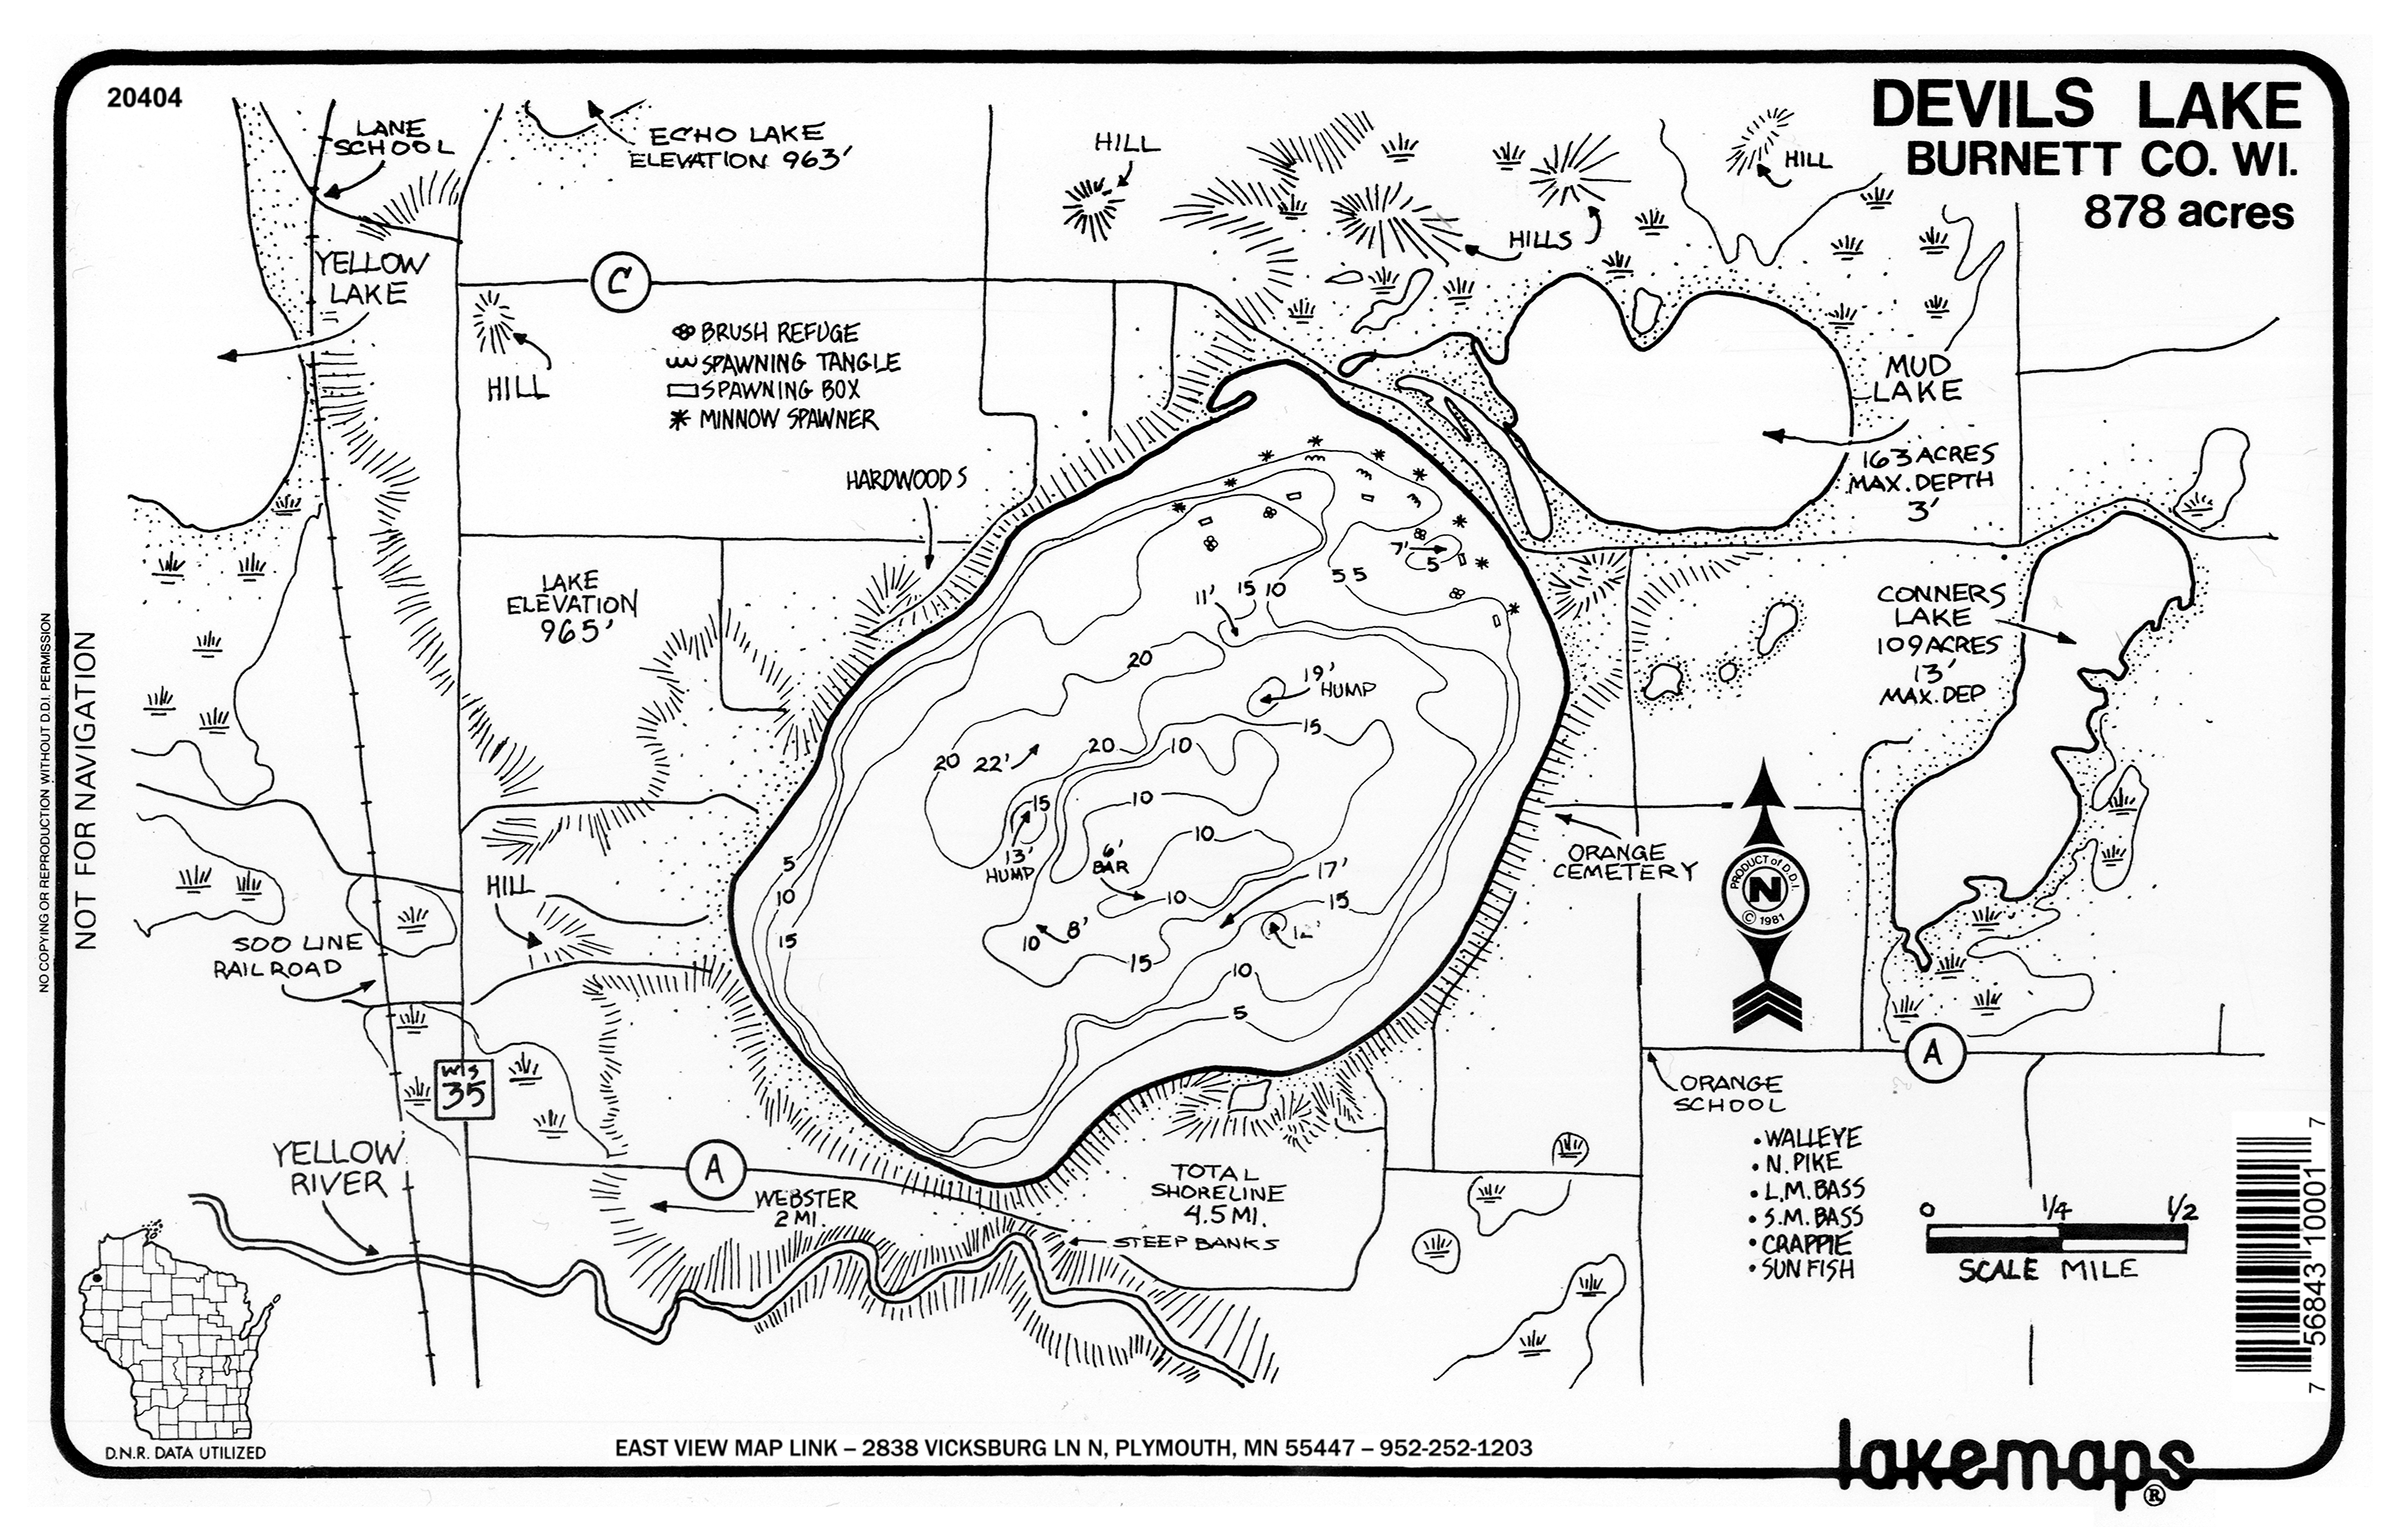 20404
DEVILS LAKE
BURNETT CO. WI.
878 acres
LANE
SCHOOL
ECHO LAKE
ELEVATION 963'
HILL
HILL
HILLS
YELLOW
LAKE
C
HILL
BRUSH REFUGE
SPAWNING TANGLE
SPAWNING BOX
MINNOW SPAWNER
MUD
LAKE
163 ACRES
MAX. DEPTH
3'
HARDWOODS
LAKE
ELEVATION
965'
7'
5
5 5
11'
15 10
CONNERS
LAKE
109 ACRES
13'
MAX. DEP
20
19'
HUMP
15
20 22'
20
10
15
10
13'
HUMP
10
6'
BAR
5
10
15
17'
10
15
10 8'
15
10
5
ORANGE
CEMETERY
PRODUCT of D.D.I.
N
© 1981
HILL
SOO LINE
RAILROAD
WIS
35
A
ORANGE
SCHOOL
YELLOW
RIVER
A
WEBSTER
2 MI.
TOTAL
SHORELINE
4.5 MI.
STEEP BANKS
• WALLEYE
• N. PIKE
• L.M. BASS
• S.M. BASS
• CRAPPIE
• SUNFISH
0 1/4 1/2
SCALE MILE
7 56843 10001 7
NO COPYING OR REPRODUCTION WITHOUT D.D.I. PERMISSION
NOT FOR NAVIGATION
D.N.R. DATA UTILIZED
EAST VIEW MAP LINK – 2838 VICKSBURG LN N, PLYMOUTH, MN 55447 – 952-252-1203
lakemaps®